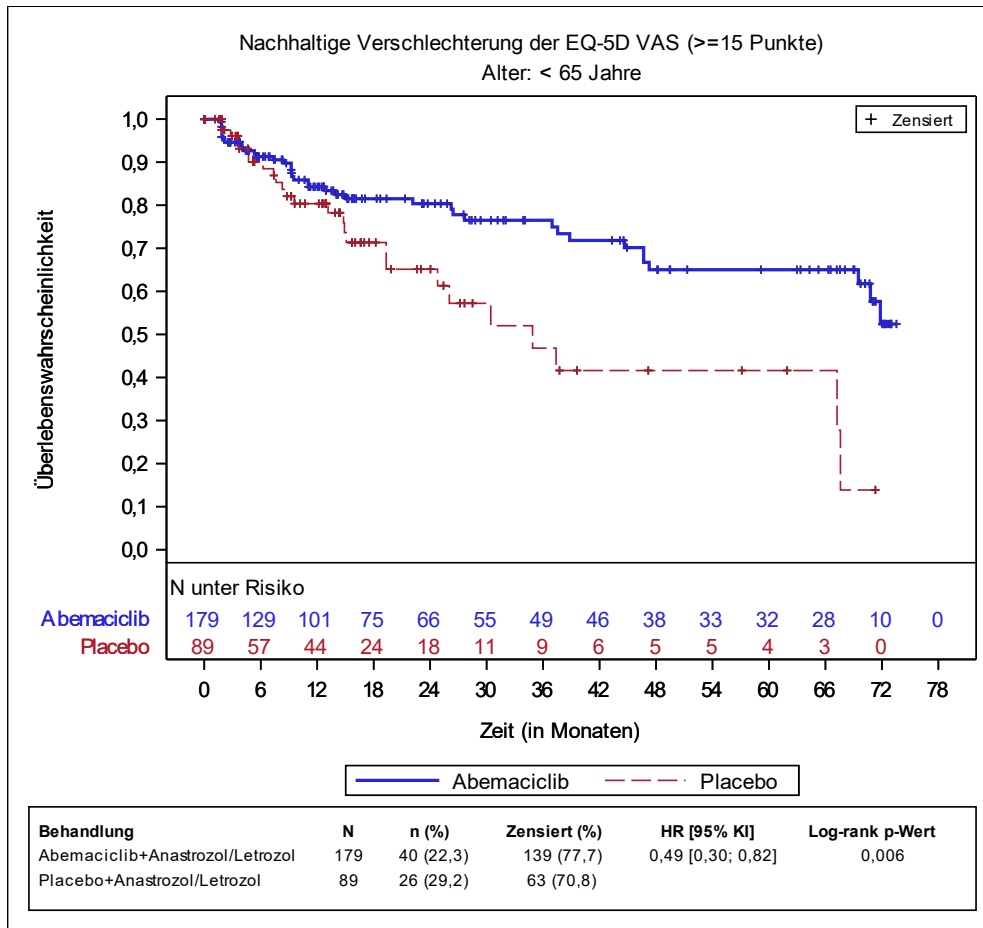 Nachhaltige Verschlechterung der EQ-5D VAS (>=15 Punkte)
Alter: < 65 Jahre
+ Zensiert
Überlebenswahrscheinlichkeit
1,0
0,9
0,8
0,7
0,6
0,5
0,4
0,3
0,2
0,1
0,0
N unter Risiko
Abemaciclib 179 129 101 75 66 55 49 46 38 33 32 28 10 0
Placebo 89 57 44 24 18 11 9 6 5 5 4 3 0
0 6 12 18 24 30 36 42 48 54 60 66 72 78
Zeit (in Monaten)
Abemaciclib Placebo
Behandlung N n (%) Zensiert (%) HR [95% KI] Log-rank p-Wert
Abemaciclib+Anastrozol/Letrozol 179 40 (22,3) 139 (77,7) 0,49 [0,30; 0,82] 0,006
Placebo+Anastrozol/Letrozol 89 26 (29,2) 63 (70,8)